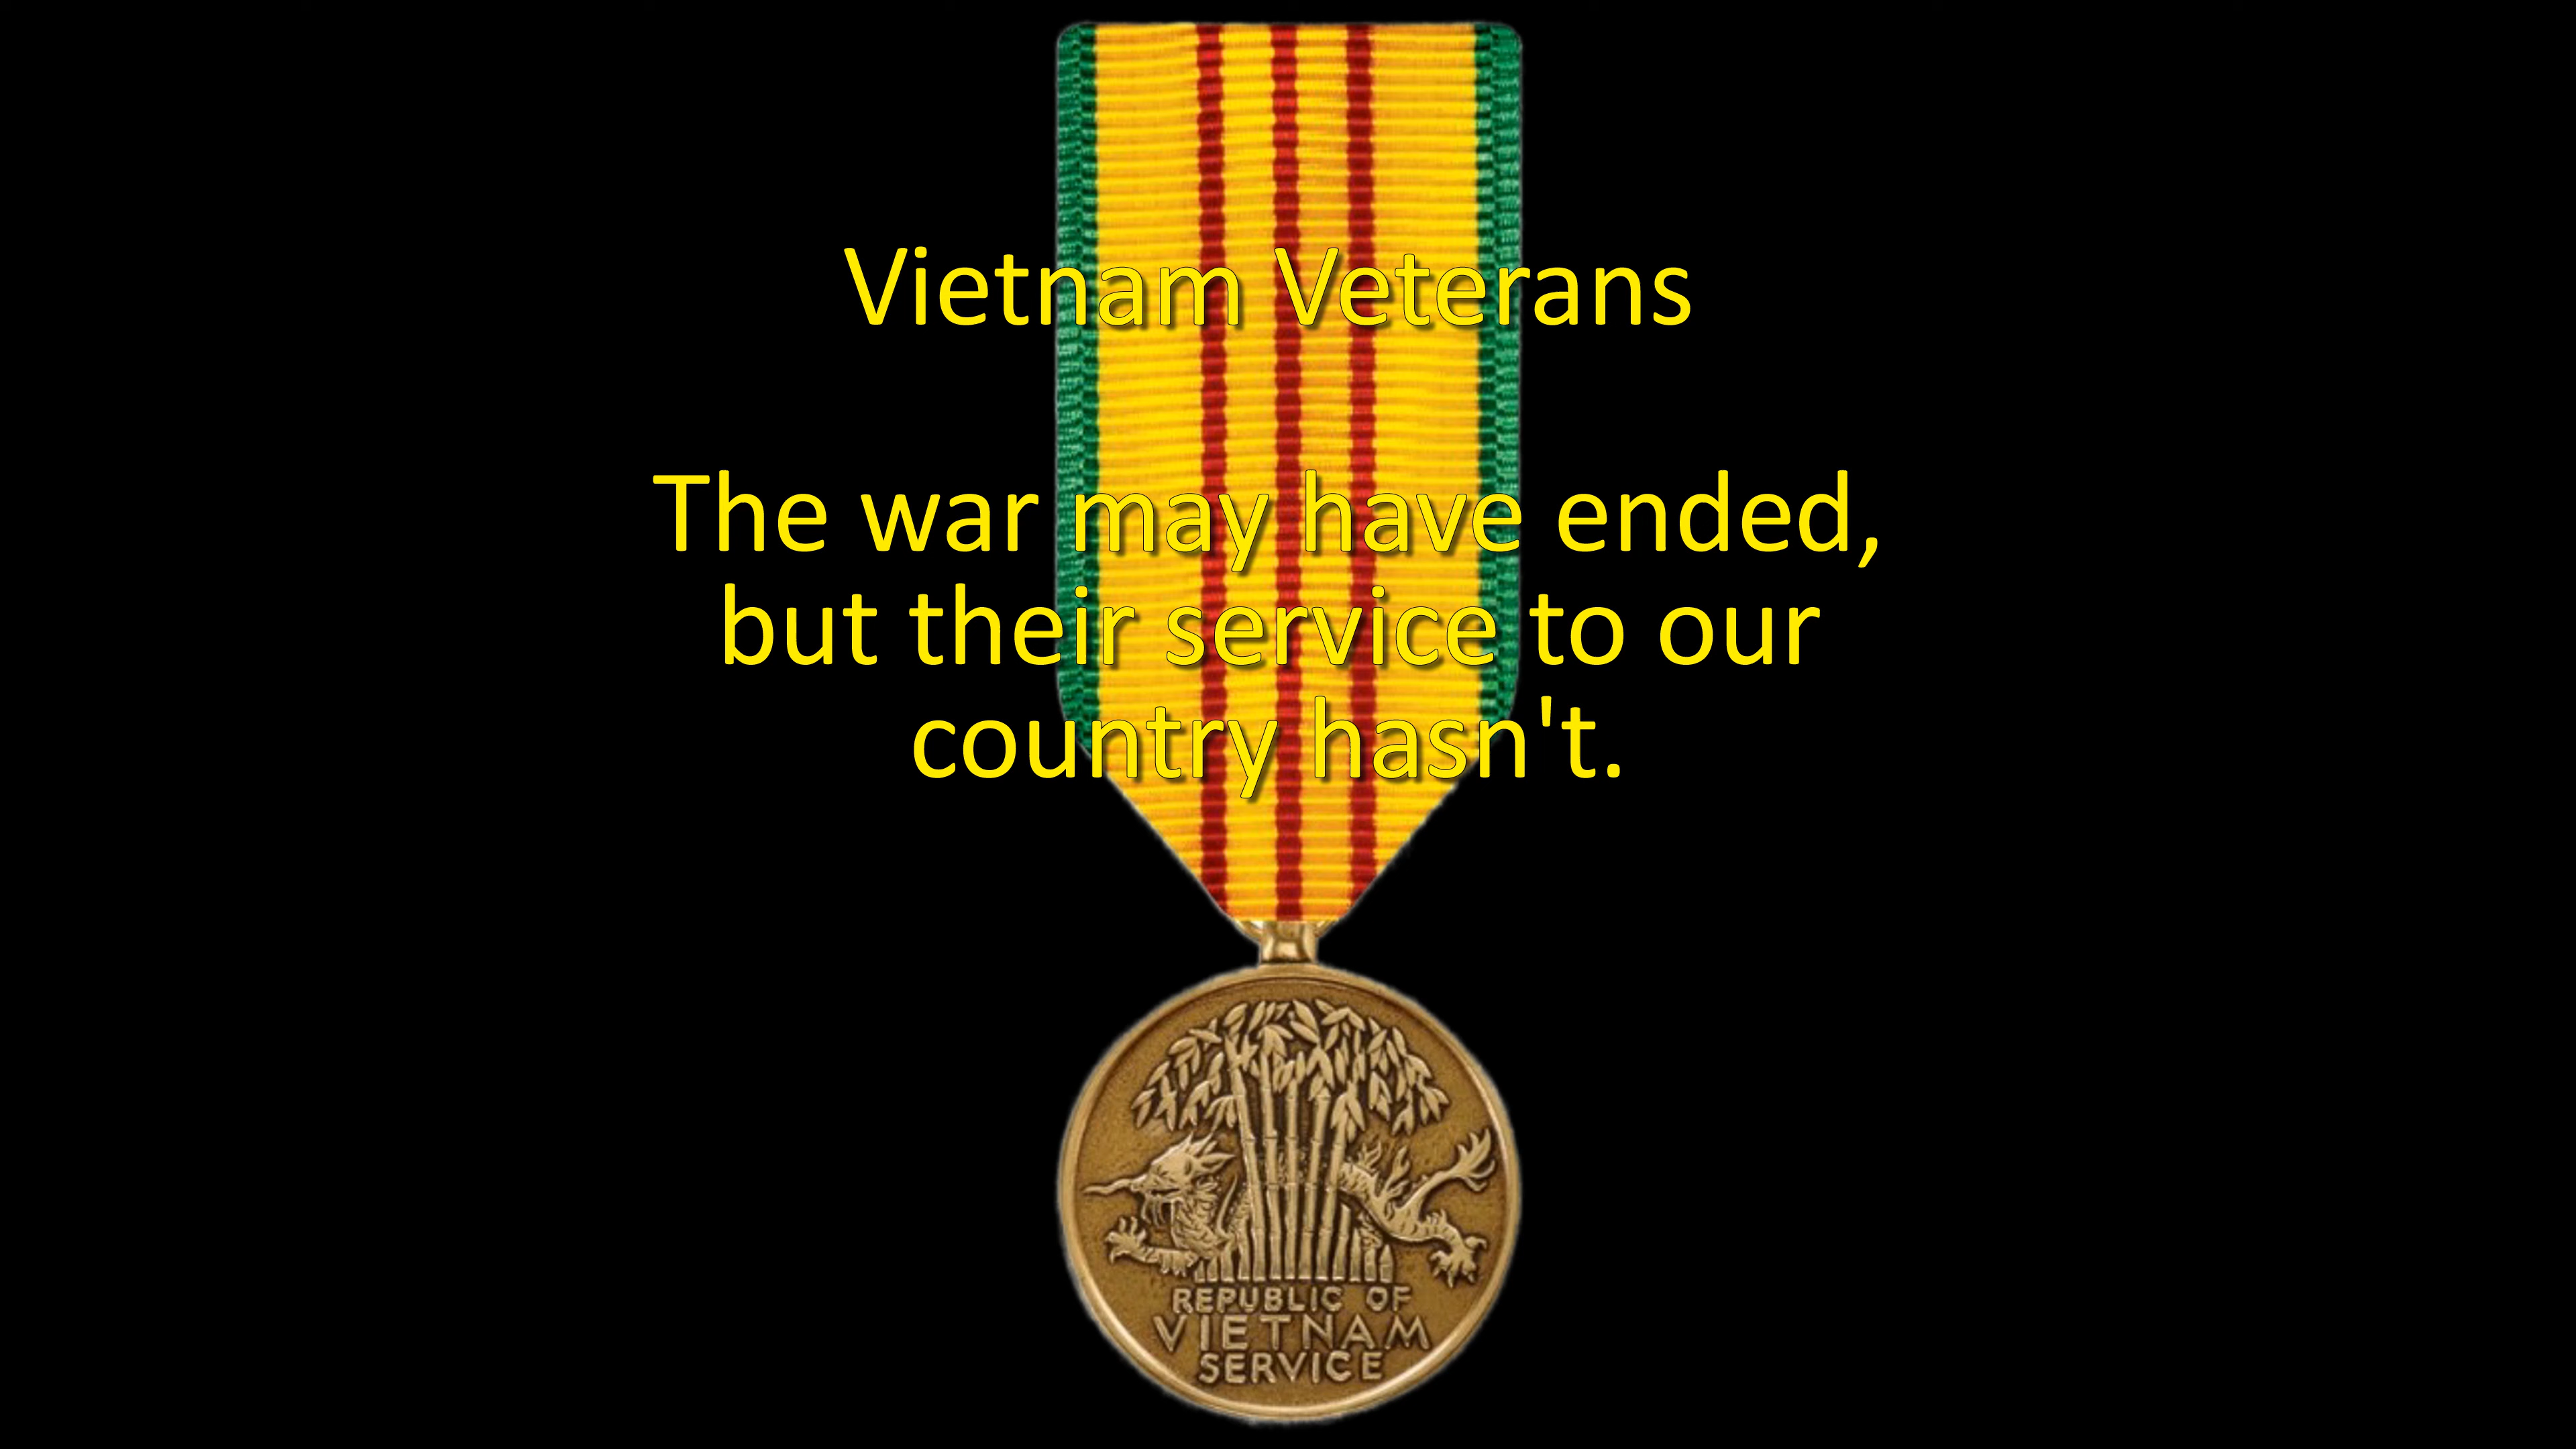 Vietnam Veterans
The war may have ended,
but their service to our
country hasn't.
REPUBLIC OF
VIETNAM
SERVICE